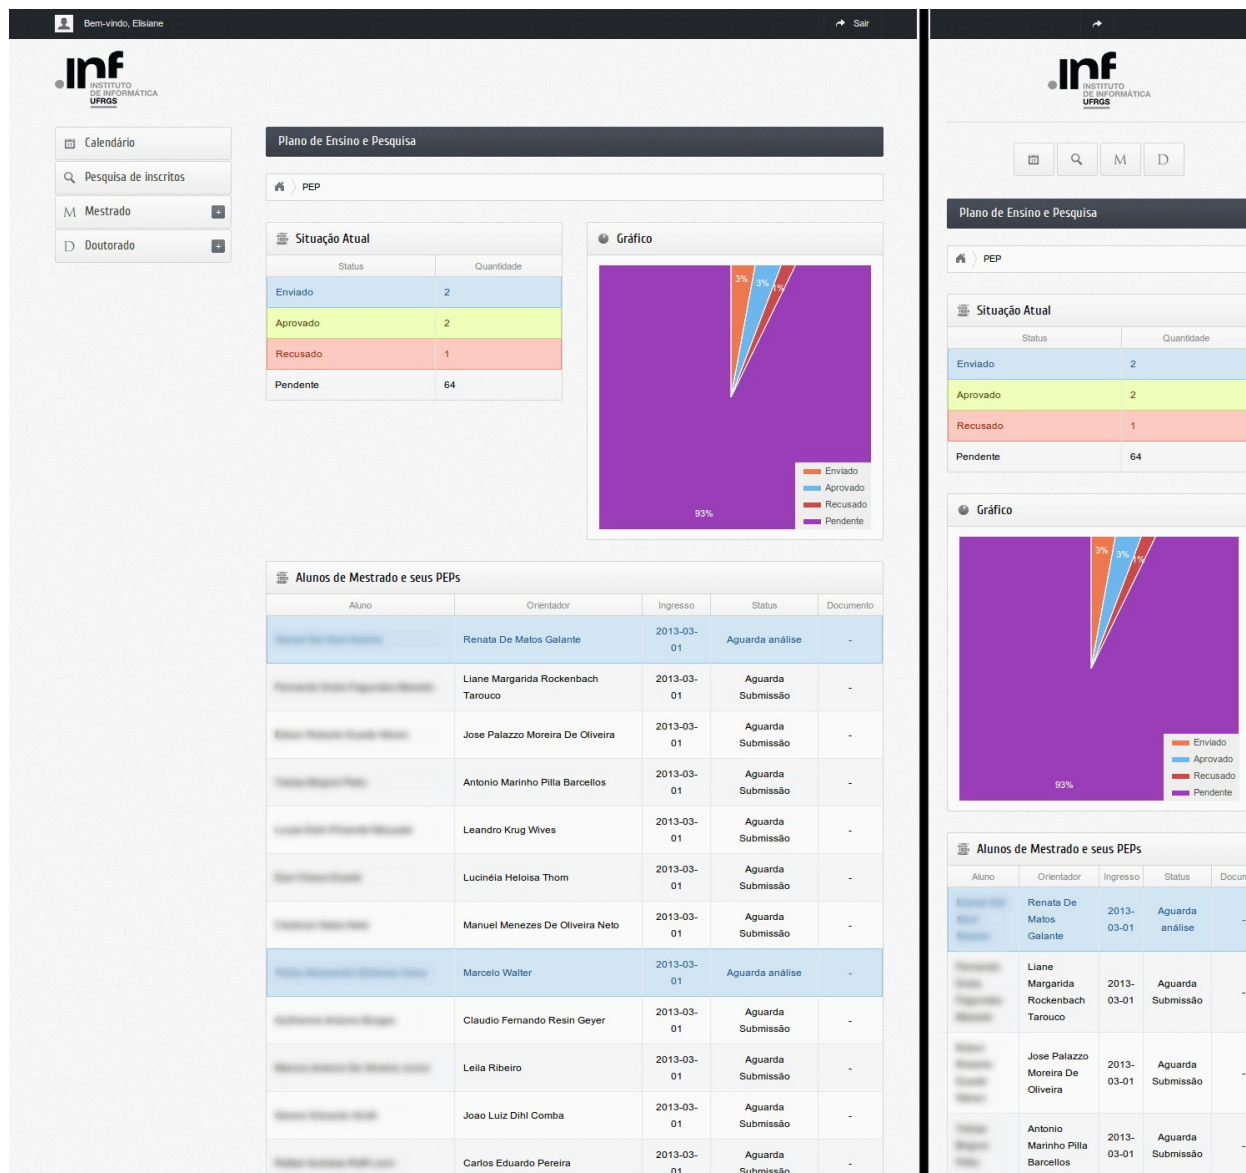 Bem-vindo, Elisiane
Sair
.inf
INSTITUTO
DE INFORMÁTICA
UFRGS
Calendário
Pesquisa de inscritos
M Mestrado +
D Doutorado +
Plano de Ensino e Pesquisa
PEP
Situação Atual
Status Quantidade
Enviado 2
Aprovado 2
Recusado 1
Pendente 64
Gráfico
3% 3% 1%
93%
Enviado
Aprovado
Recusado
Pendente
Alunos de Mestrado e seus PEPs
Aluno Orientador Ingresso Status Documento
Renata De Matos Galante 2013-03- Aguarda análise -
01
Liane Margarida Rockenbach 2013-03- Aguarda -
Tarouco 01 Submissão
Jose Palazzo Moreira De Oliveira 2013-03- Aguarda -
01 Submissão
Antonio Marinho Pilla Barcellos 2013-03- Aguarda -
01 Submissão
Leandro Krug Wives 2013-03- Aguarda -
01 Submissão
Lucinéia Heloisa Thom 2013-03- Aguarda -
01 Submissão
Manuel Menezes De Oliveira Neto 2013-03- Aguarda -
01 Submissão
Marcelo Walter 2013-03- Aguarda análise -
01
Claudio Fernando Resin Geyer 2013-03- Aguarda -
01 Submissão
Leila Ribeiro 2013-03- Aguarda -
01 Submissão
Joao Luiz Dihl Comba 2013-03- Aguarda -
01 Submissão
Carlos Eduardo Pereira 2013-03- Aguarda -
01 Submissão
.inf
INSTITUTO
DE INFORMÁTICA
UFRGS
M D
Plano de Ensino e Pesquisa
PEP
Situação Atual
Status Quantidade
Enviado 2
Aprovado 2
Recusado 1
Pendente 64
Gráfico
3% 3% 1%
93%
Enviado
Aprovado
Recusado
Pendente
Alunos de Mestrado e seus PEPs
Aluno Orientador Ingresso Status Docum
Renata De
Matos 2013- Aguarda -
Galante 03-01 análise
Liane
Margarida 2013- Aguarda -
Rockenbach 03-01 Submissão
Tarouco
Jose Palazzo
Moreira De 2013- Aguarda -
Oliveira 03-01 Submissão
Antonio
Marinho Pilla 2013- Aguarda -
Barcellos 03-01 Submissão